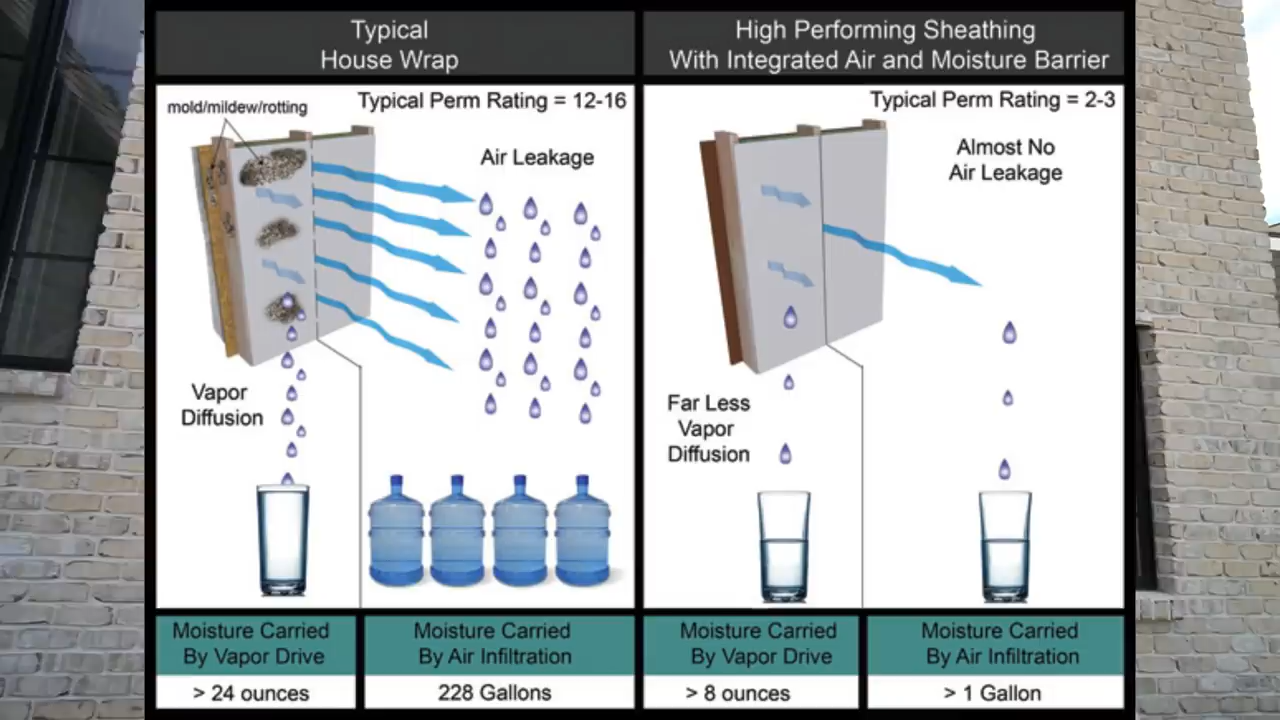 Typical
House Wrap
Typical Perm Rating = 12-16
mold/mildew/rotting
Air Leakage
Vapor
Diffusion
Moisture Carried
By Vapor Drive
> 24 ounces
Moisture Carried
By Air Infiltration
228 Gallons
High Performing Sheathing
With Integrated Air and Moisture Barrier
Typical Perm Rating = 2-3
Almost No
Air Leakage
Far Less
Vapor
Diffusion
Moisture Carried
By Vapor Drive
> 8 ounces
Moisture Carried
By Air Infiltration
> 1 Gallon